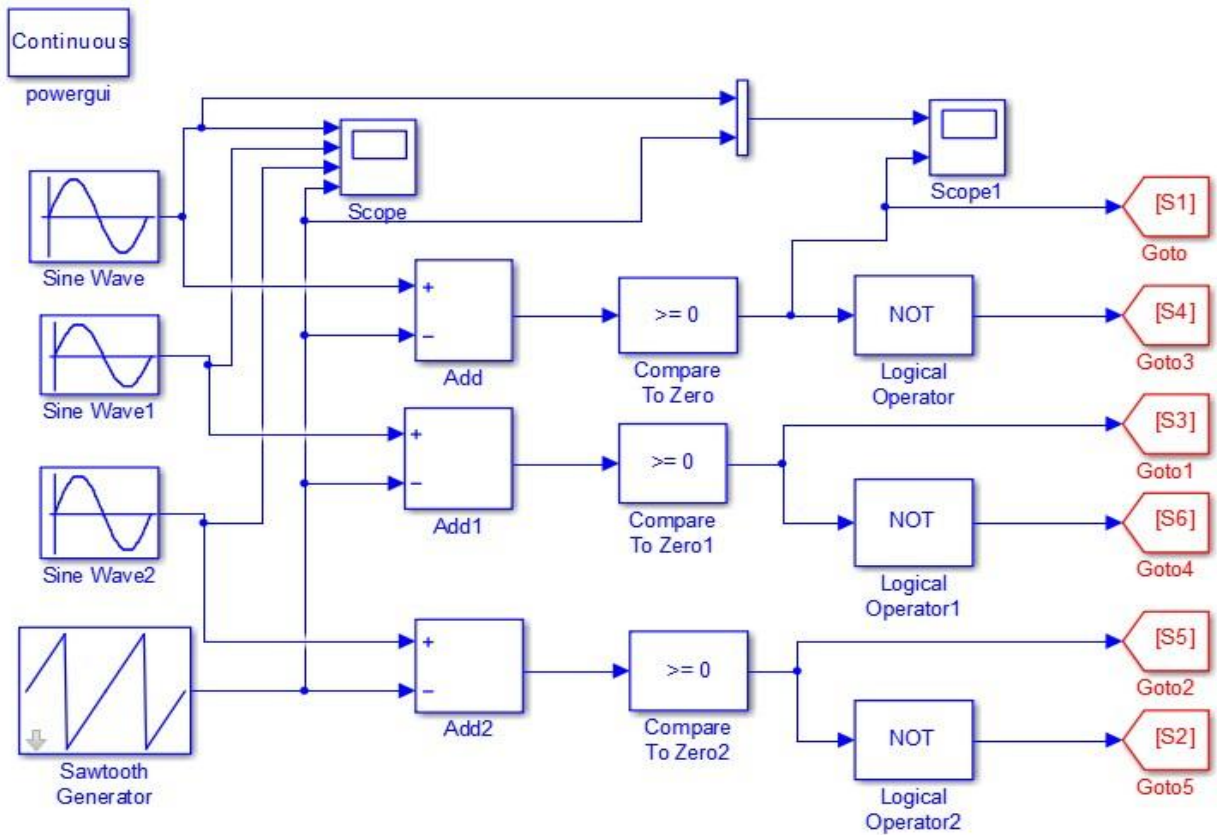 Continuous
powergui
Scope
Scope1
[S1]
Goto
Sine Wave
+
−
Add
>= 0
Compare
To Zero
NOT
Logical
Operator
[S4]
Goto3
Sine Wave1
+
−
Add1
>= 0
Compare
To Zero1
[S3]
Goto1
NOT
Logical
Operator1
[S6]
Goto4
Sine Wave2
+
−
Add2
>= 0
Compare
To Zero2
[S5]
Goto2
NOT
Logical
Operator2
[S2]
Goto5
Sawtooth
Generator